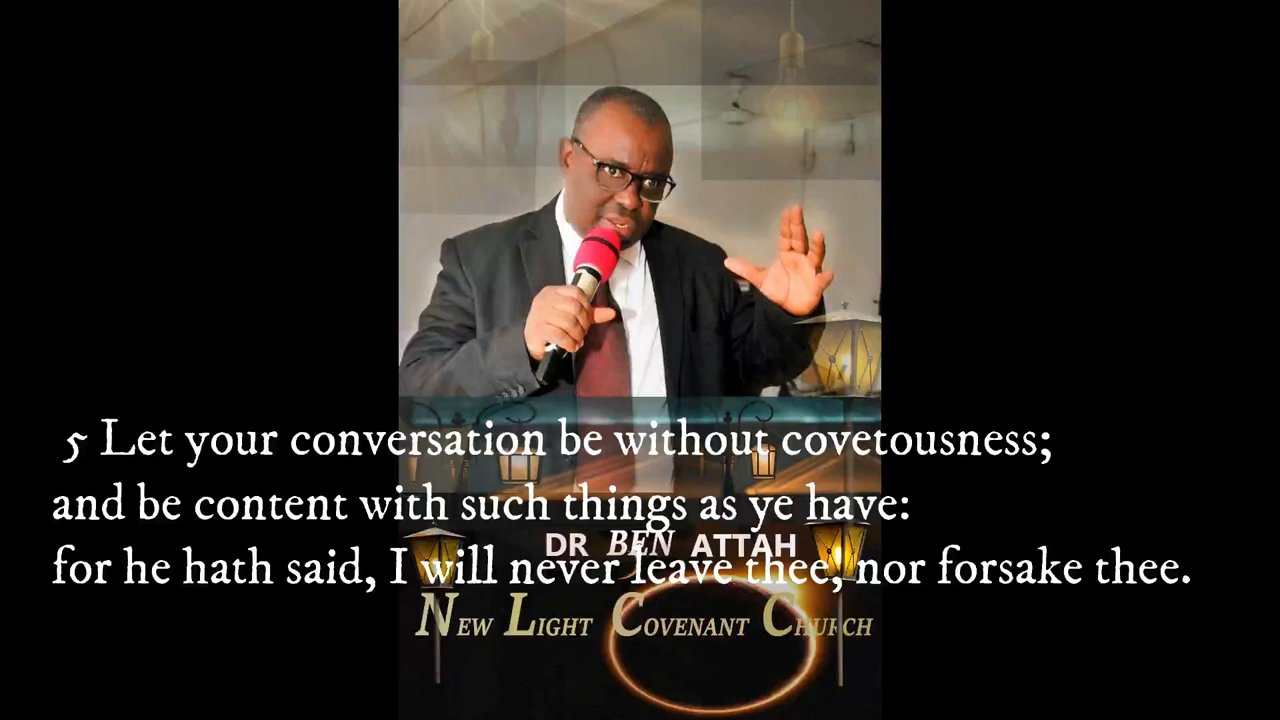 5 Let your conversation be without covetousness;
and be content with such things as ye have:
DR BEN ATTAH
for he hath said, I will never leave thee, nor forsake thee.
NEW LIGHT COVENANT CHURCH